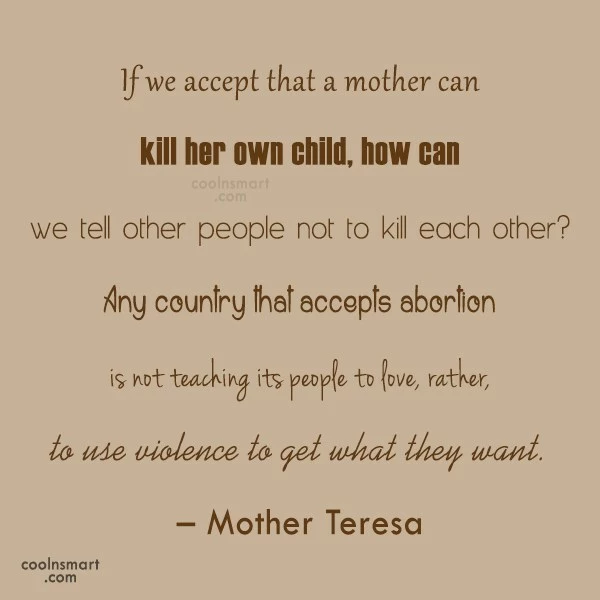 If we accept that a mother can
kill her own child, how can
coolnsmart
.com
we tell other people not to kill each other?
Any country that accepts abortion
is not teaching its people to love, rather,
to use violence to get what they want.
– Mother Teresa
coolnsmart
.com